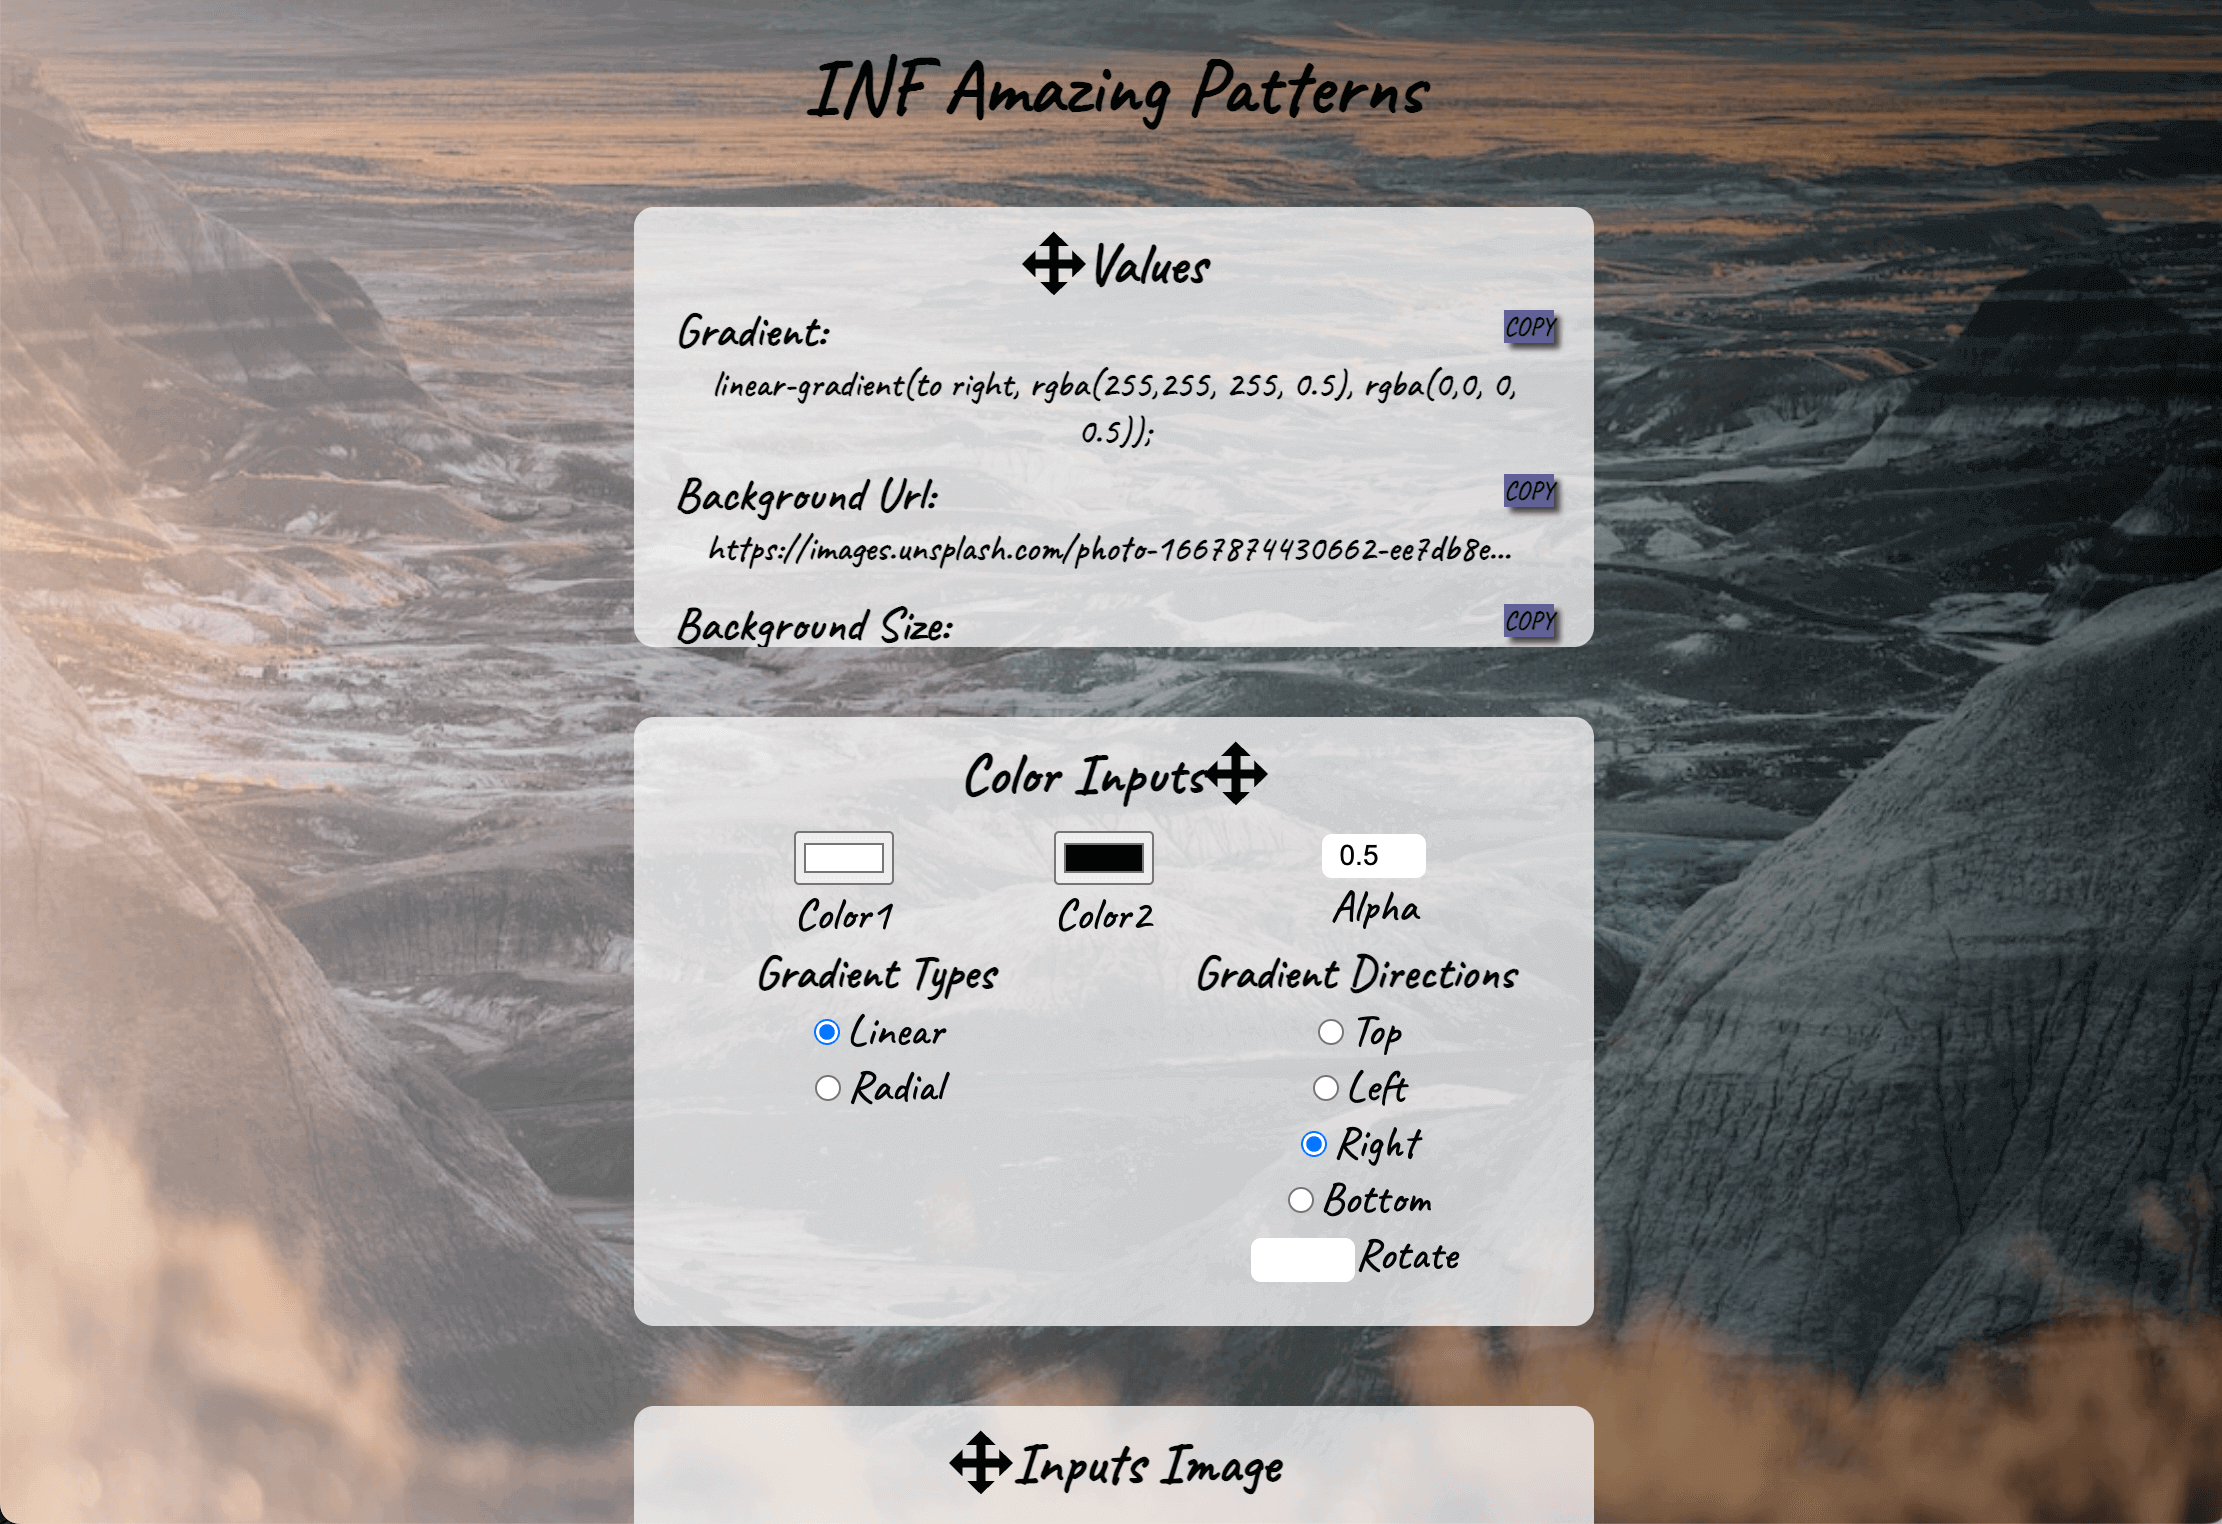 INF Amazing Patterns
Values
Gradient:
COPY
linear-gradient(to right, rgba(255,255, 255, 0.5), rgba(0,0, 0,
0.5));
Background Url:
COPY
https://images.unsplash.com/photo-1667874430662-ee7db8e...
Background Size:
COPY
Color Inputs
0.5
Color1
Color2
Alpha
Gradient Types
Gradient Directions
Linear
Top
Radial
Left
Right
Bottom
Rotate
Inputs Image